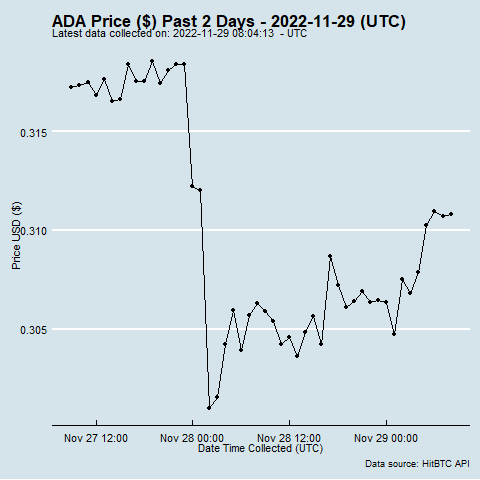 ADA Price ($) Past 2 Days - 2022-11-29 (UTC)
Latest data collected on: 2022-11-29 08:04:13  - UTC
Price USD ($)
0.315
0.310
0.305
Nov 27 12:00
Nov 28 00:00
Nov 28 12:00
Nov 29 00:00
Date Time Collected (UTC)
Data source: HitBTC API